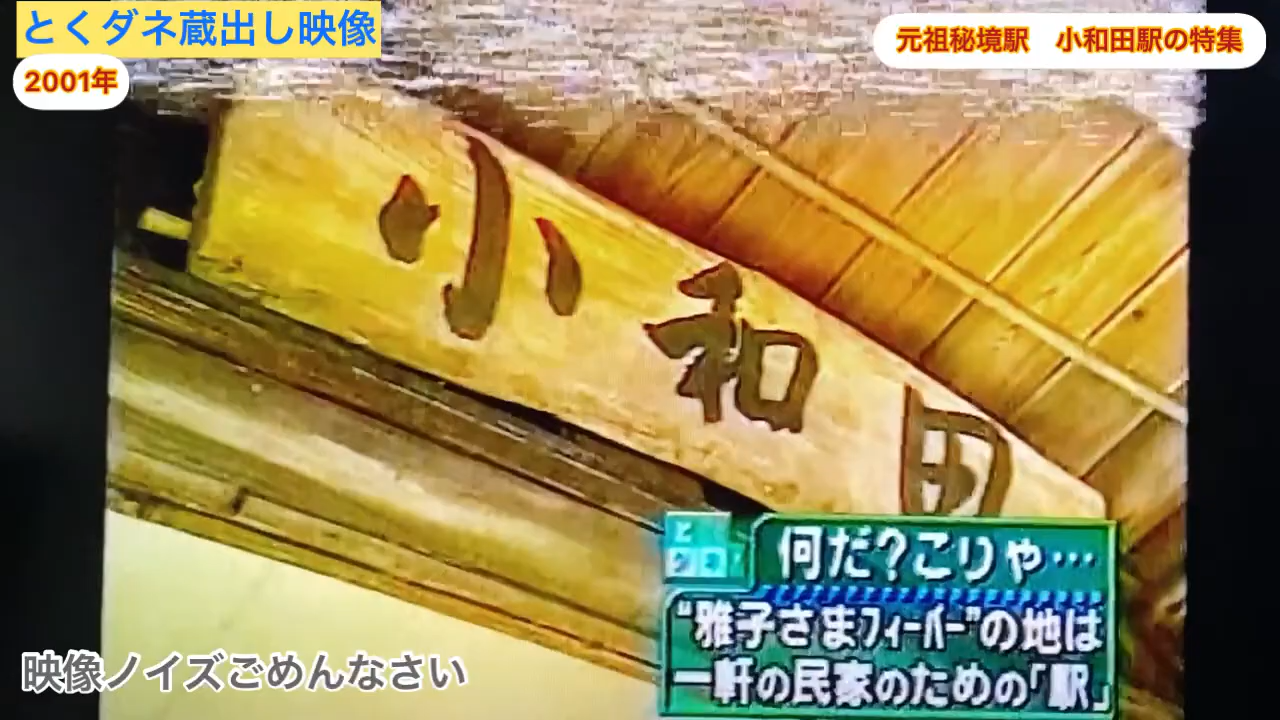 とくダネ蔵出し映像
元祖秘境駅　小和田駅の特集
2001年
小和田
何だ?こりゃ…
“雅子さまフィーバー”の地は
一軒の民家のための「駅」
映像ノイズごめんなさい